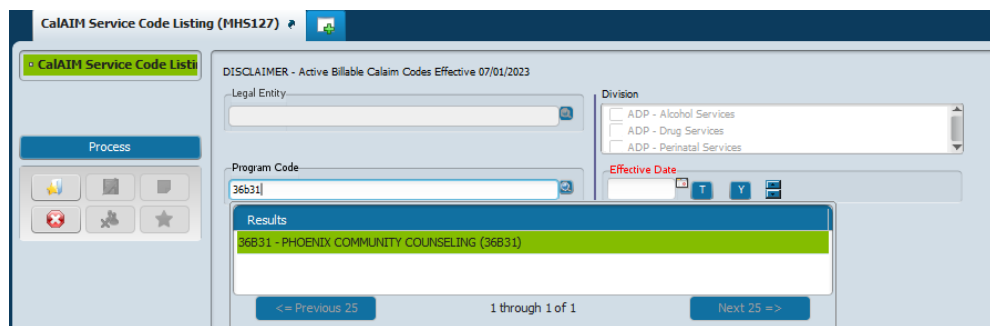 CalAIM Service Code Listing (MHS127)
CalAIM Service Code Listi
DISCLAIMER - Active Billable Calaim Codes Effective 07/01/2023
Legal Entity
Division
ADP - Alcohol Services
ADP - Drug Services
ADP - Perinatal Services
Process
Program Code
Effective Date
36b31
T
Y
Results
36B31 - PHOENIX COMMUNITY COUNSELING (36B31)
<= Previous 25
1 through 1 of 1
Next 25 =>